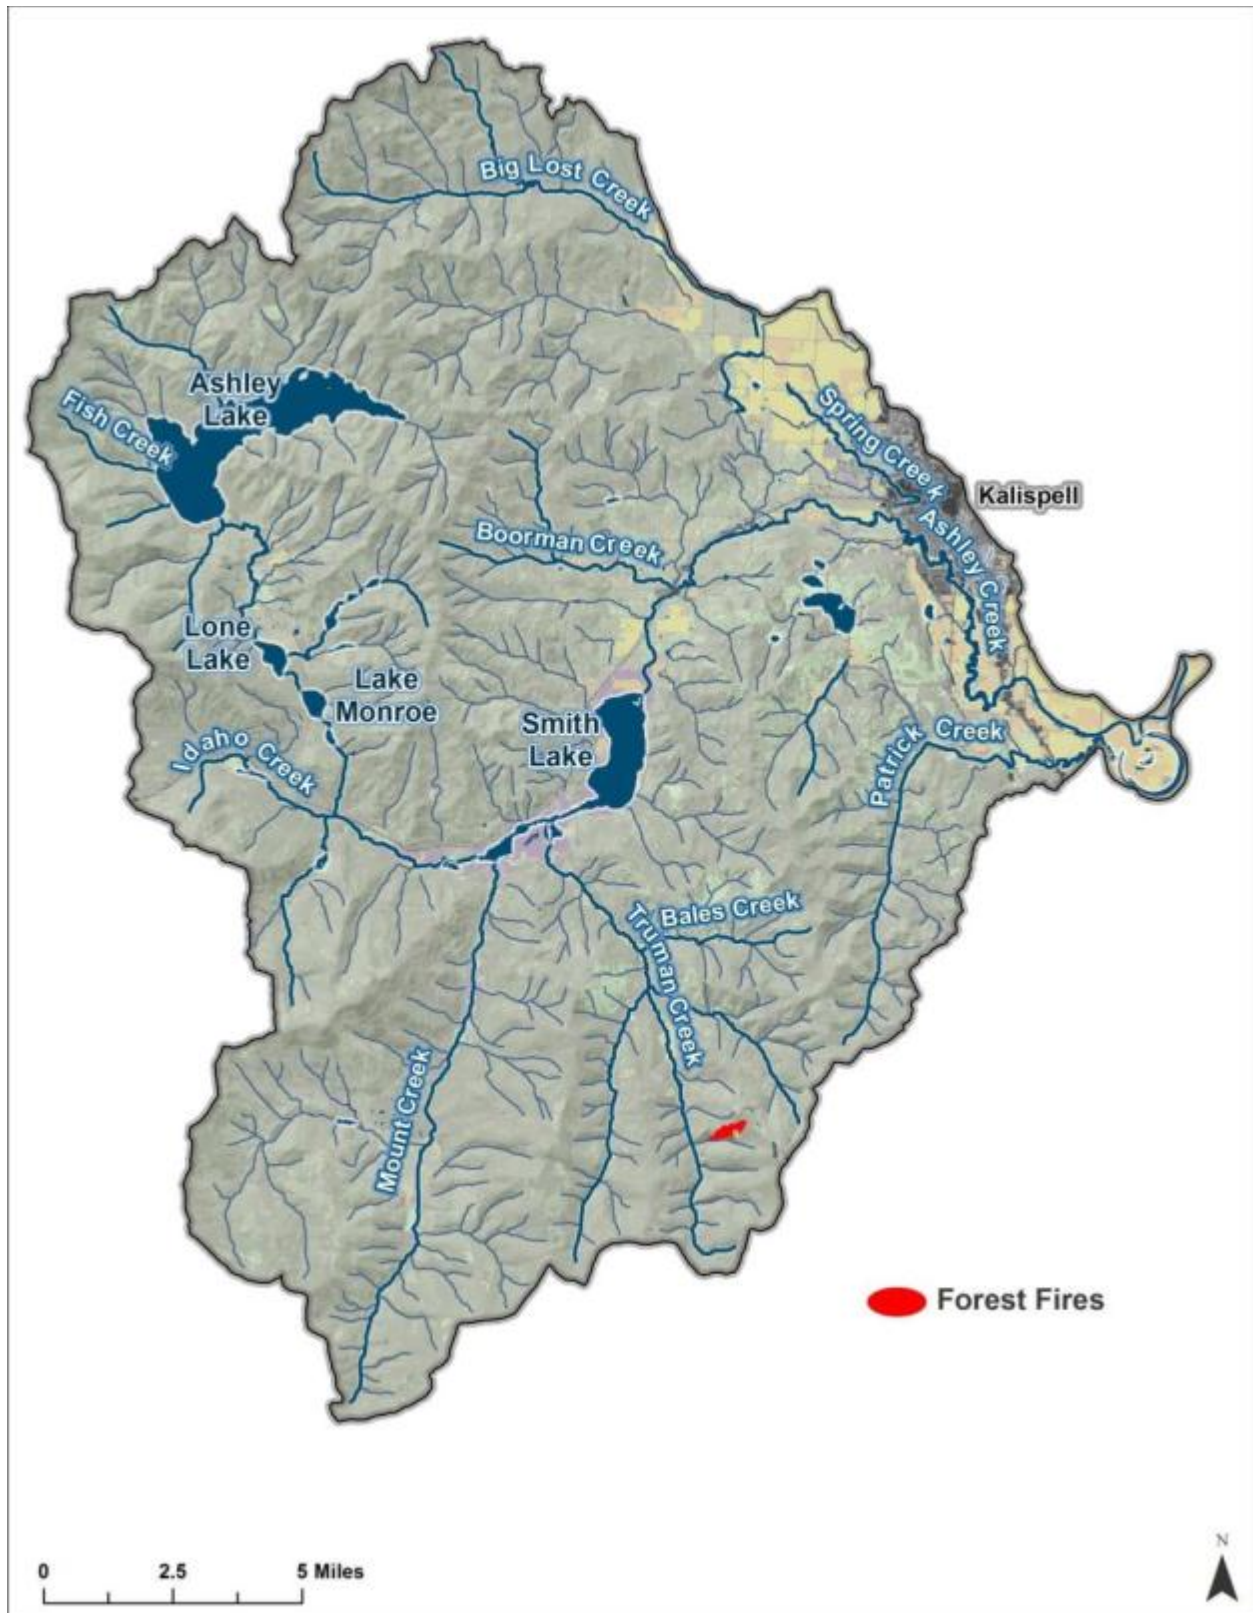 Big Lost Creek
Ashley
Lake
Fish Creek
Spring Creek
Kalispell
Ashley Creek
Boorman Creek
Lone
Lake
Lake
Monroe
Smith
Lake
Idaho Creek
Patrick Creek
Bales Creek
Truman Creek
Mount Creek
Forest Fires
N
0 2.5 5 Miles